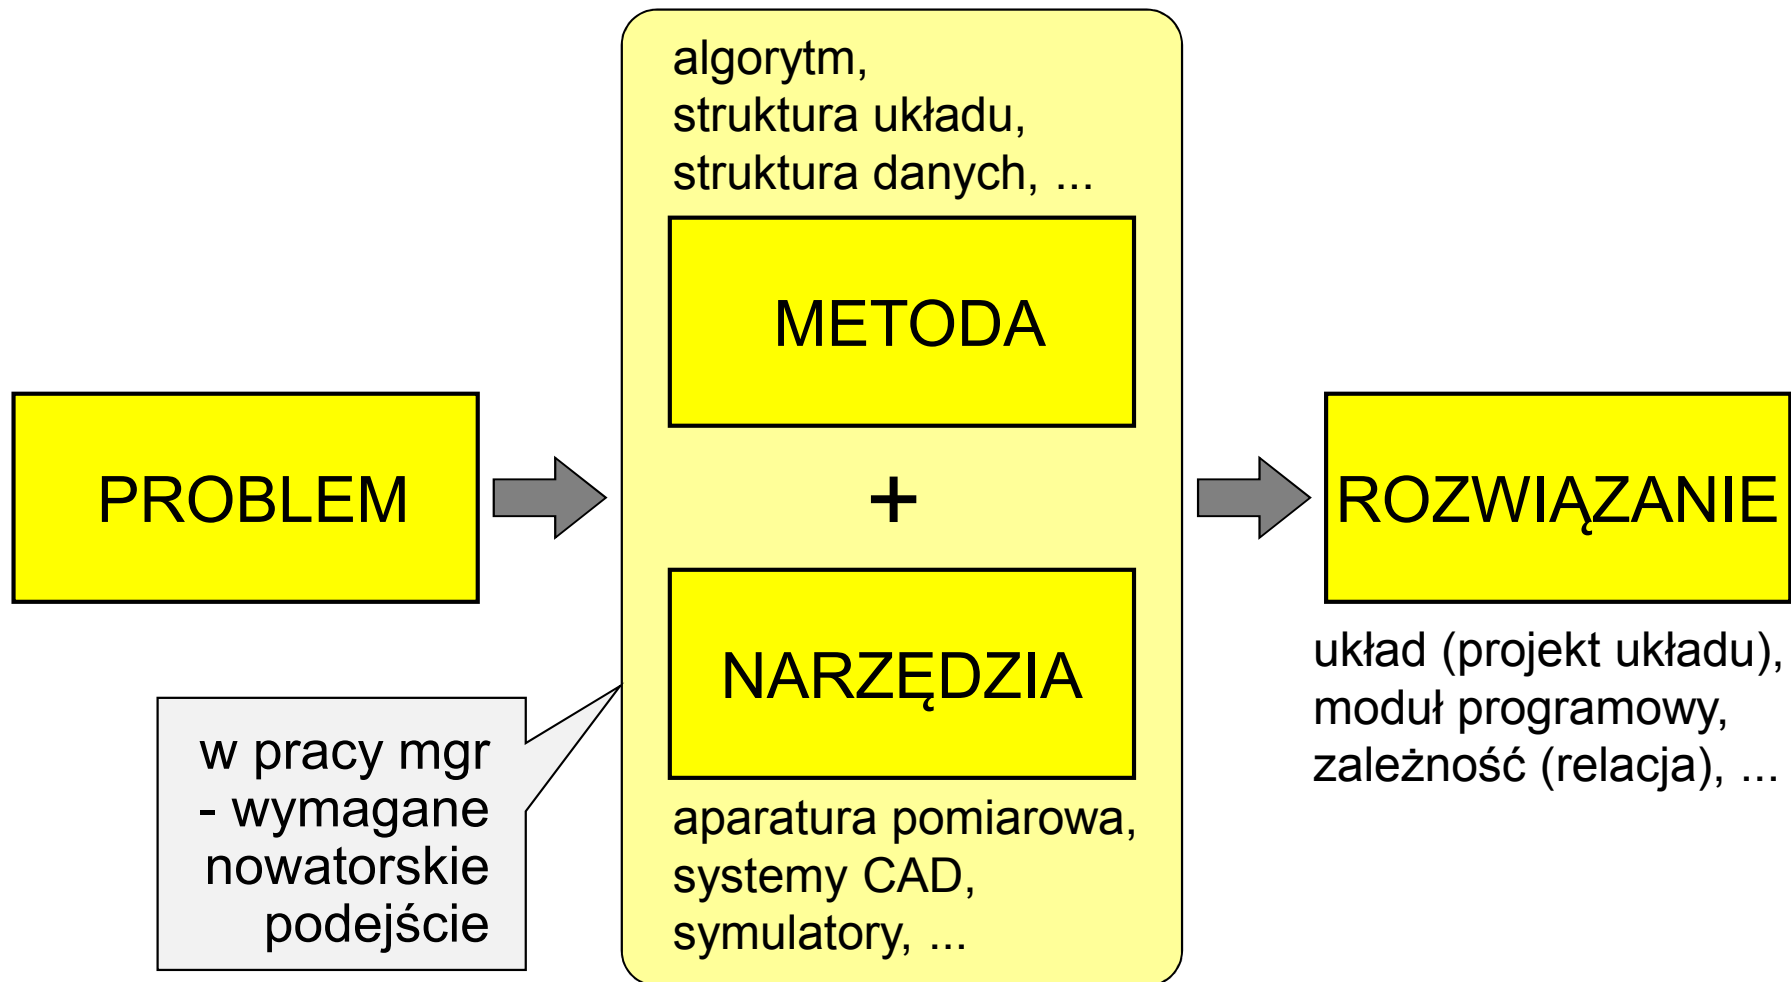 algorytm,
struktura układu,
struktura danych, ...
METODA
PROBLEM
+
ROZWIĄZANIE
NARZĘDZIA
układ (projekt układu),
moduł programowy,
zależność (relacja), ...
w pracy mgr
- wymagane
nowatorskie
podejście
aparatura pomiarowa,
systemy CAD,
symulatory, ...